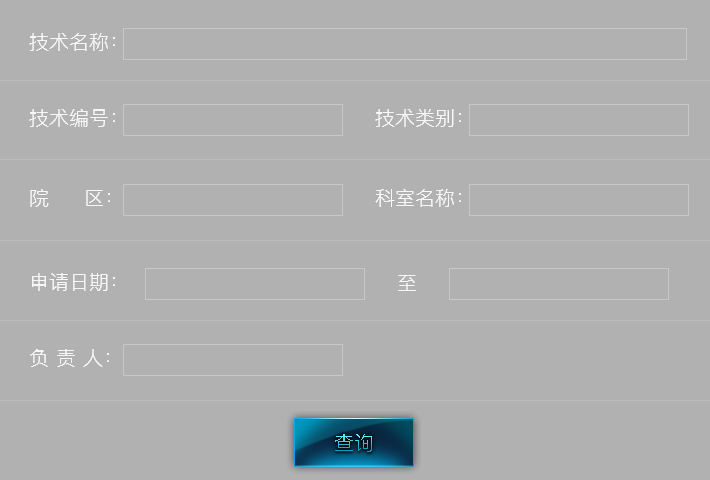 技术名称:
技术编号: 技术类别:
院 区: 科室名称:
申请日期: 至
负 责 人:
查询